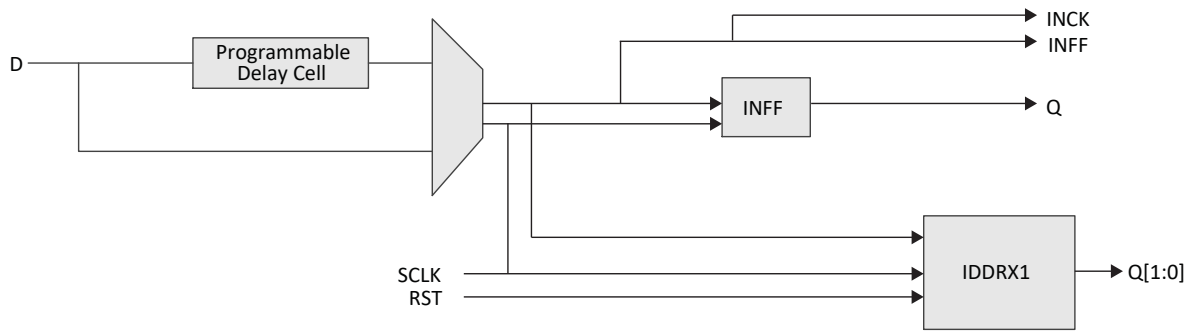 INCK
INFF
D
Programmable
Delay Cell
INFF
Q
SCLK
RST
IDDRX1
Q[1:0]